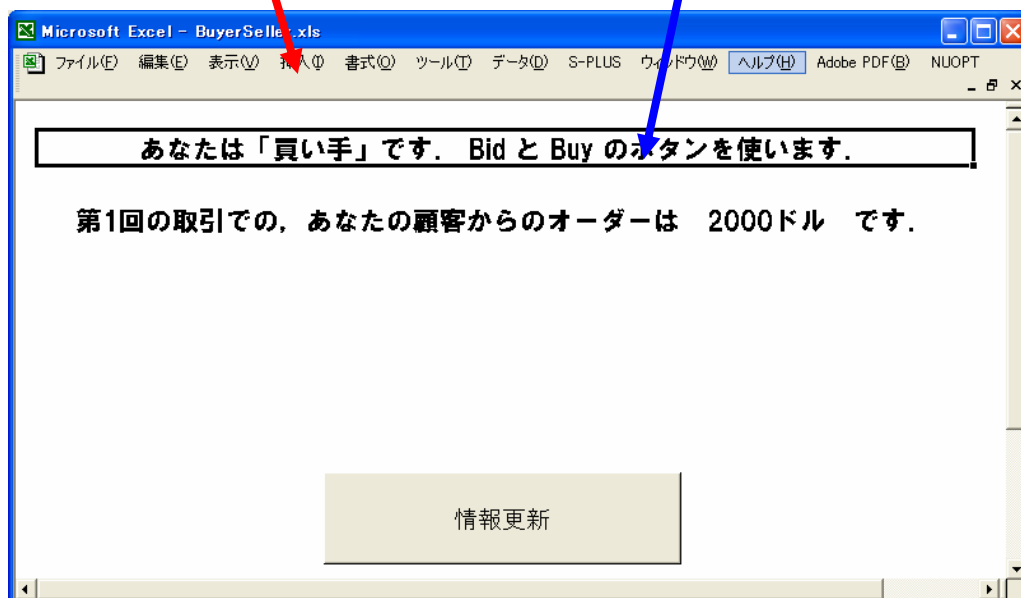 Microsoft Excel - BuyerSeller.xls
ファイル(F) 編集(E) 表示(V) 挿入(I) 書式(O) ツール(T) データ(D) S-PLUS ウィンドウ(W) ヘルプ(H) Adobe PDF(B) NUOPT
あなたは「買い手」です. Bid と Buy のボタンを使います.
第1回の取引での, あなたの顧客からのオーダーは 2000ドル です.
情報更新